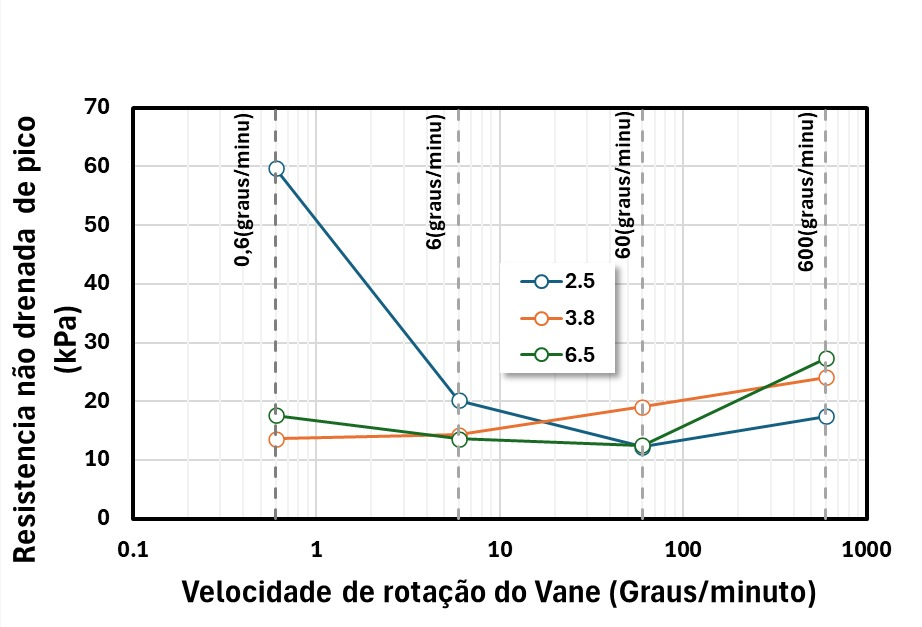 Resistencia não drenada de pico
(kPa)
70
60
50
40
30
20
10
0
0,6(graus/minu)
6(graus/minu)
60(graus/minu)
600(graus/minu)
2.5
3.8
6.5
0.1 1 10 100 1000
Velocidade de rotação do Vane (Graus/minuto)